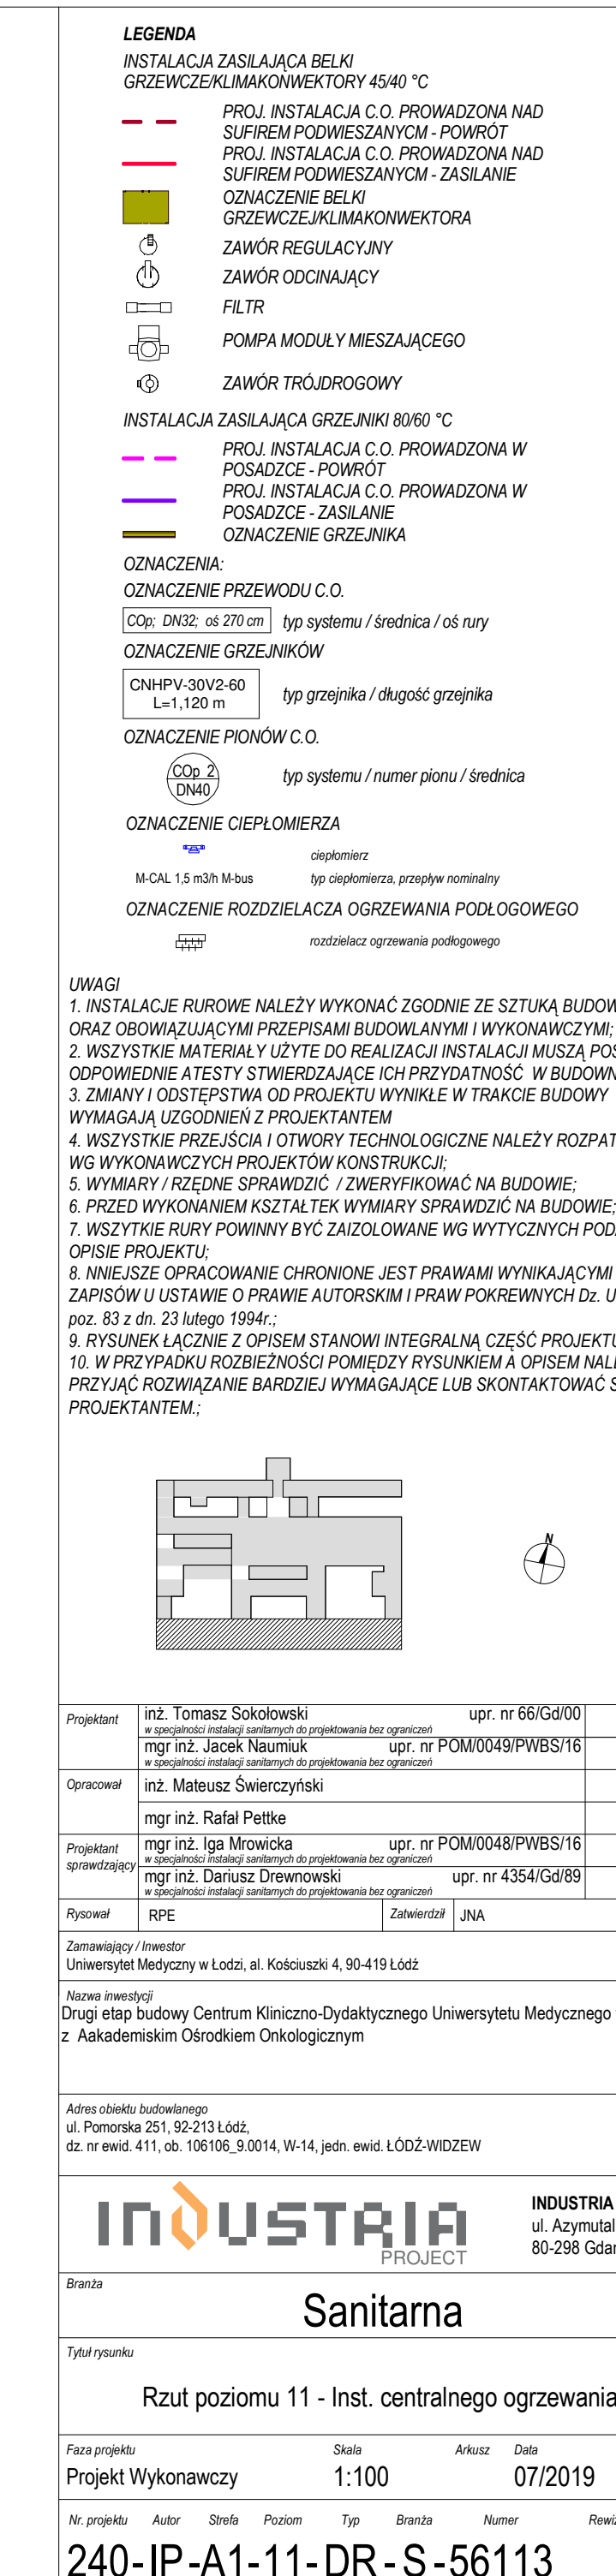 LEGENDA
INSTALACJA ZASILAJĄCA BELKI
GRZEWCZE/KLIMAKONWEKTORY 45/40 °C
PROJ. INSTALACJA C.O. PROWADZONA NAD
SUFIREM PODWIESZANYCM - POWRÓT
PROJ. INSTALACJA C.O. PROWADZONA NAD
SUFIREM PODWIESZANYCM - ZASILANIE
OZNACZENIE BELKI
GRZEWCZEJ/KLIMAKONWEKTORA
ZAWÓR REGULACYJNY
ZAWÓR ODCINAJĄCY
FILTR
POMPA MODUŁY MIESZAJĄCEGO
ZAWÓR TRÓJDROGOWY
INSTALACJA ZASILAJĄCA GRZEJNIKI 80/60 °C
PROJ. INSTALACJA C.O. PROWADZONA W
POSADZCE - POWRÓT
PROJ. INSTALACJA C.O. PROWADZONA W
POSADZCE - ZASILANIE
OZNACZENIE GRZEJNIKA
OZNACZENIA:
OZNACZENIE PRZEWODU C.O.
COp; DN32; oś 270 cm typ systemu / średnica / oś rury
OZNACZENIE GRZEJNIKÓW
CNHPV-30V2-60
L=1,120 m
typ grzejnika / długość grzejnika
OZNACZENIE PIONÓW C.O.
COp 2
DN40
typ systemu / numer pionu / średnica
OZNACZENIE CIEPŁOMIERZA
ciepłomierz
M-CAL 1,5 m3/h M-bus typ ciepłomierza, przepływ nominalny
OZNACZENIE ROZDZIELACZA OGRZEWANIA PODŁOGOWEGO
rozdzielacz ogrzewania podłogowego
UWAGI
1. INSTALACJE RUROWE NALEŻY WYKONAĆ ZGODNIE ZE SZTUKĄ BUDOW
ORAZ OBOWIĄZUJĄCYMI PRZEPISAMI BUDOWLANYMI I WYKONAWCZYMI;
2. WSZYSTKIE MATERIAŁY UŻYTE DO REALIZACJI INSTALACJI MUSZĄ POS
ODPOWIEDNIE ATESTY STWIERDZAJĄCE ICH PRZYDATNOŚĆ W BUDOWN
3. ZMIANY I ODSTĘPSTWA OD PROJEKTU WYNIKŁE W TRAKCIE BUDOWY
WYMAGAJĄ UZGODNIEŃ Z PROJEKTANTEM
4. WSZYSTKIE PRZEJŚCIA I OTWORY TECHNOLOGICZNE NALEŻY ROZPAT
WG WYKONAWCZYCH PROJEKTÓW KONSTRUKCJI;
5. WYMIARY / RZĘDNE SPRAWDZIĆ / ZWERYFIKOWAĆ NA BUDOWIE;
6. PRZED WYKONANIEM KSZTAŁTEK WYMIARY SPRAWDZIĆ NA BUDOWIE;
7. WSZYTKIE RURY POWINNY BYĆ ZAIZOLOWANE WG WYTYCZNYCH POD
OPISIE PROJEKTU;
8. NNIEJSZE OPRACOWANIE CHRONIONE JEST PRAWAMI WYNIKAJĄCYMI
ZAPISÓW U USTAWIE O PRAWIE AUTORSKIM I PRAW POKREWNYCH Dz. U
poz. 83 z dn. 23 lutego 1994r.;
9. RYSUNEK ŁĄCZNIE Z OPISEM STANOWI INTEGRALNĄ CZĘŚĆ PROJEKTU
10. W PRZYPADKU ROZBIEŻNOŚCI POMIĘDZY RYSUNKIEM A OPISEM NALE
PRZYJĄĆ ROZWIĄZANIE BARDZIEJ WYMAGAJĄCE LUB SKONTAKTOWAĆ S
PROJEKTANTEM.;
N
Projektant inż. Tomasz Sokołowski upr. nr 66/Gd/00
w specjalności instalacji sanitarnych do projektowania bez ograniczeń
mgr inż. Jacek Naumiuk upr. nr POM/0049/PWBS/16
w specjalności instalacji sanitarnych do projektowania bez ograniczeń
Opracował inż. Mateusz Świerczyński
mgr inż. Rafał Pettke
Projektant sprawdzający mgr inż. Iga Mrowicka upr. nr POM/0048/PWBS/16
w specjalności instalacji sanitarnych do projektowania bez ograniczeń
mgr inż. Dariusz Drewnowski upr. nr 4354/Gd/89
w specjalności instalacji sanitarnych do projektowania bez ograniczeń
Rysował RPE Zatwierdził JNA
Zamawiający / Inwestor
Uniwersytet Medyczny w Łodzi, al. Kościuszki 4, 90-419 Łódź
Nazwa inwestycji
Drugi etap budowy Centrum Kliniczno-Dydaktycznego Uniwersytetu Medycznego
z Aakademiskim Ośrodkiem Onkologicznym
Adres obiektu budowlanego
ul. Pomorska 251, 92-213 Łódź,
dz. nr ewid. 411, ob. 106106_9.0014, W-14, jedn. ewid. ŁÓDŹ-WIDZEW
INDUSTRIA
PROJECT
INDUSTRIA
ul. Azymutal
80-298 Gda
Branża
Sanitarna
Tytuł rysunku
Rzut poziomu 11 - Inst. centralnego ogrzewania
Faza projektu Skala Arkusz Data
Projekt Wykonawczy 1:100 07/2019
Nr. projektu Autor Strefa Poziom Typ Branża Numer Rewiz
240-IP-A1-11-DR-S-56113